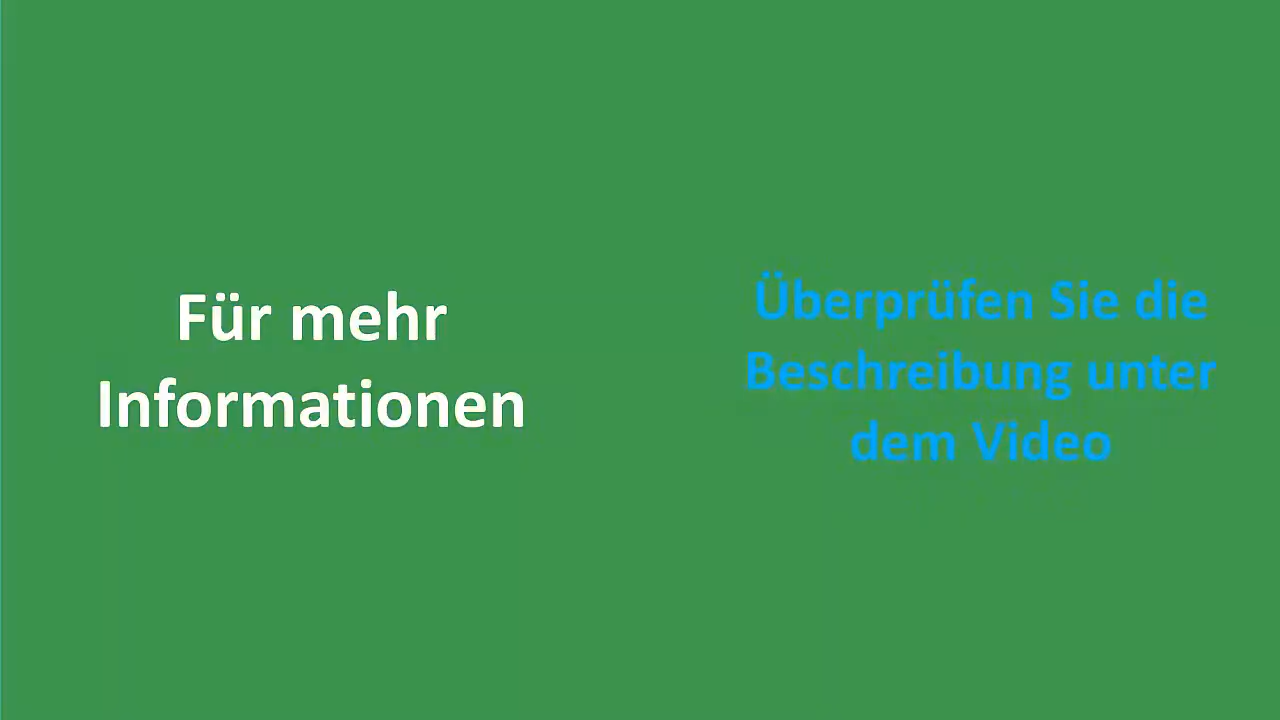 Für mehr
Informationen
Überprüfen Sie die
Beschreibung unter
dem Video